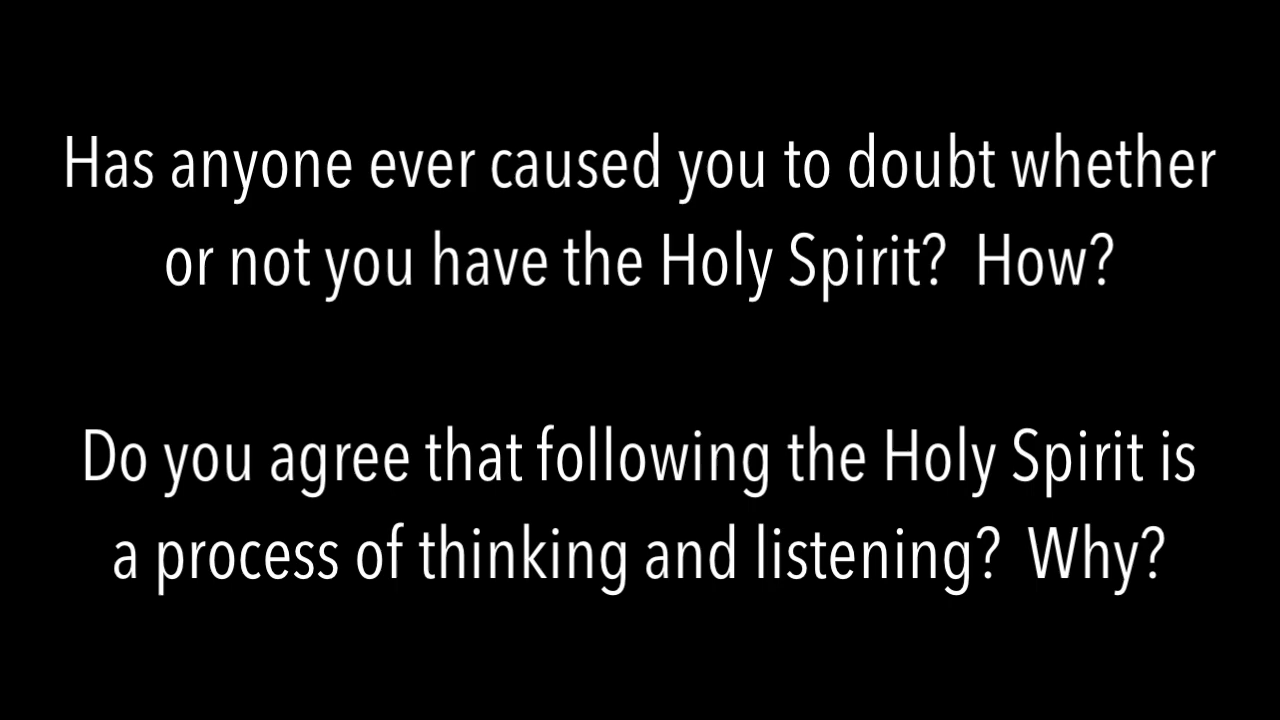 Has anyone ever caused you to doubt whether
or not you have the Holy Spirit?  How?
Do you agree that following the Holy Spirit is
a process of thinking and listening?  Why?